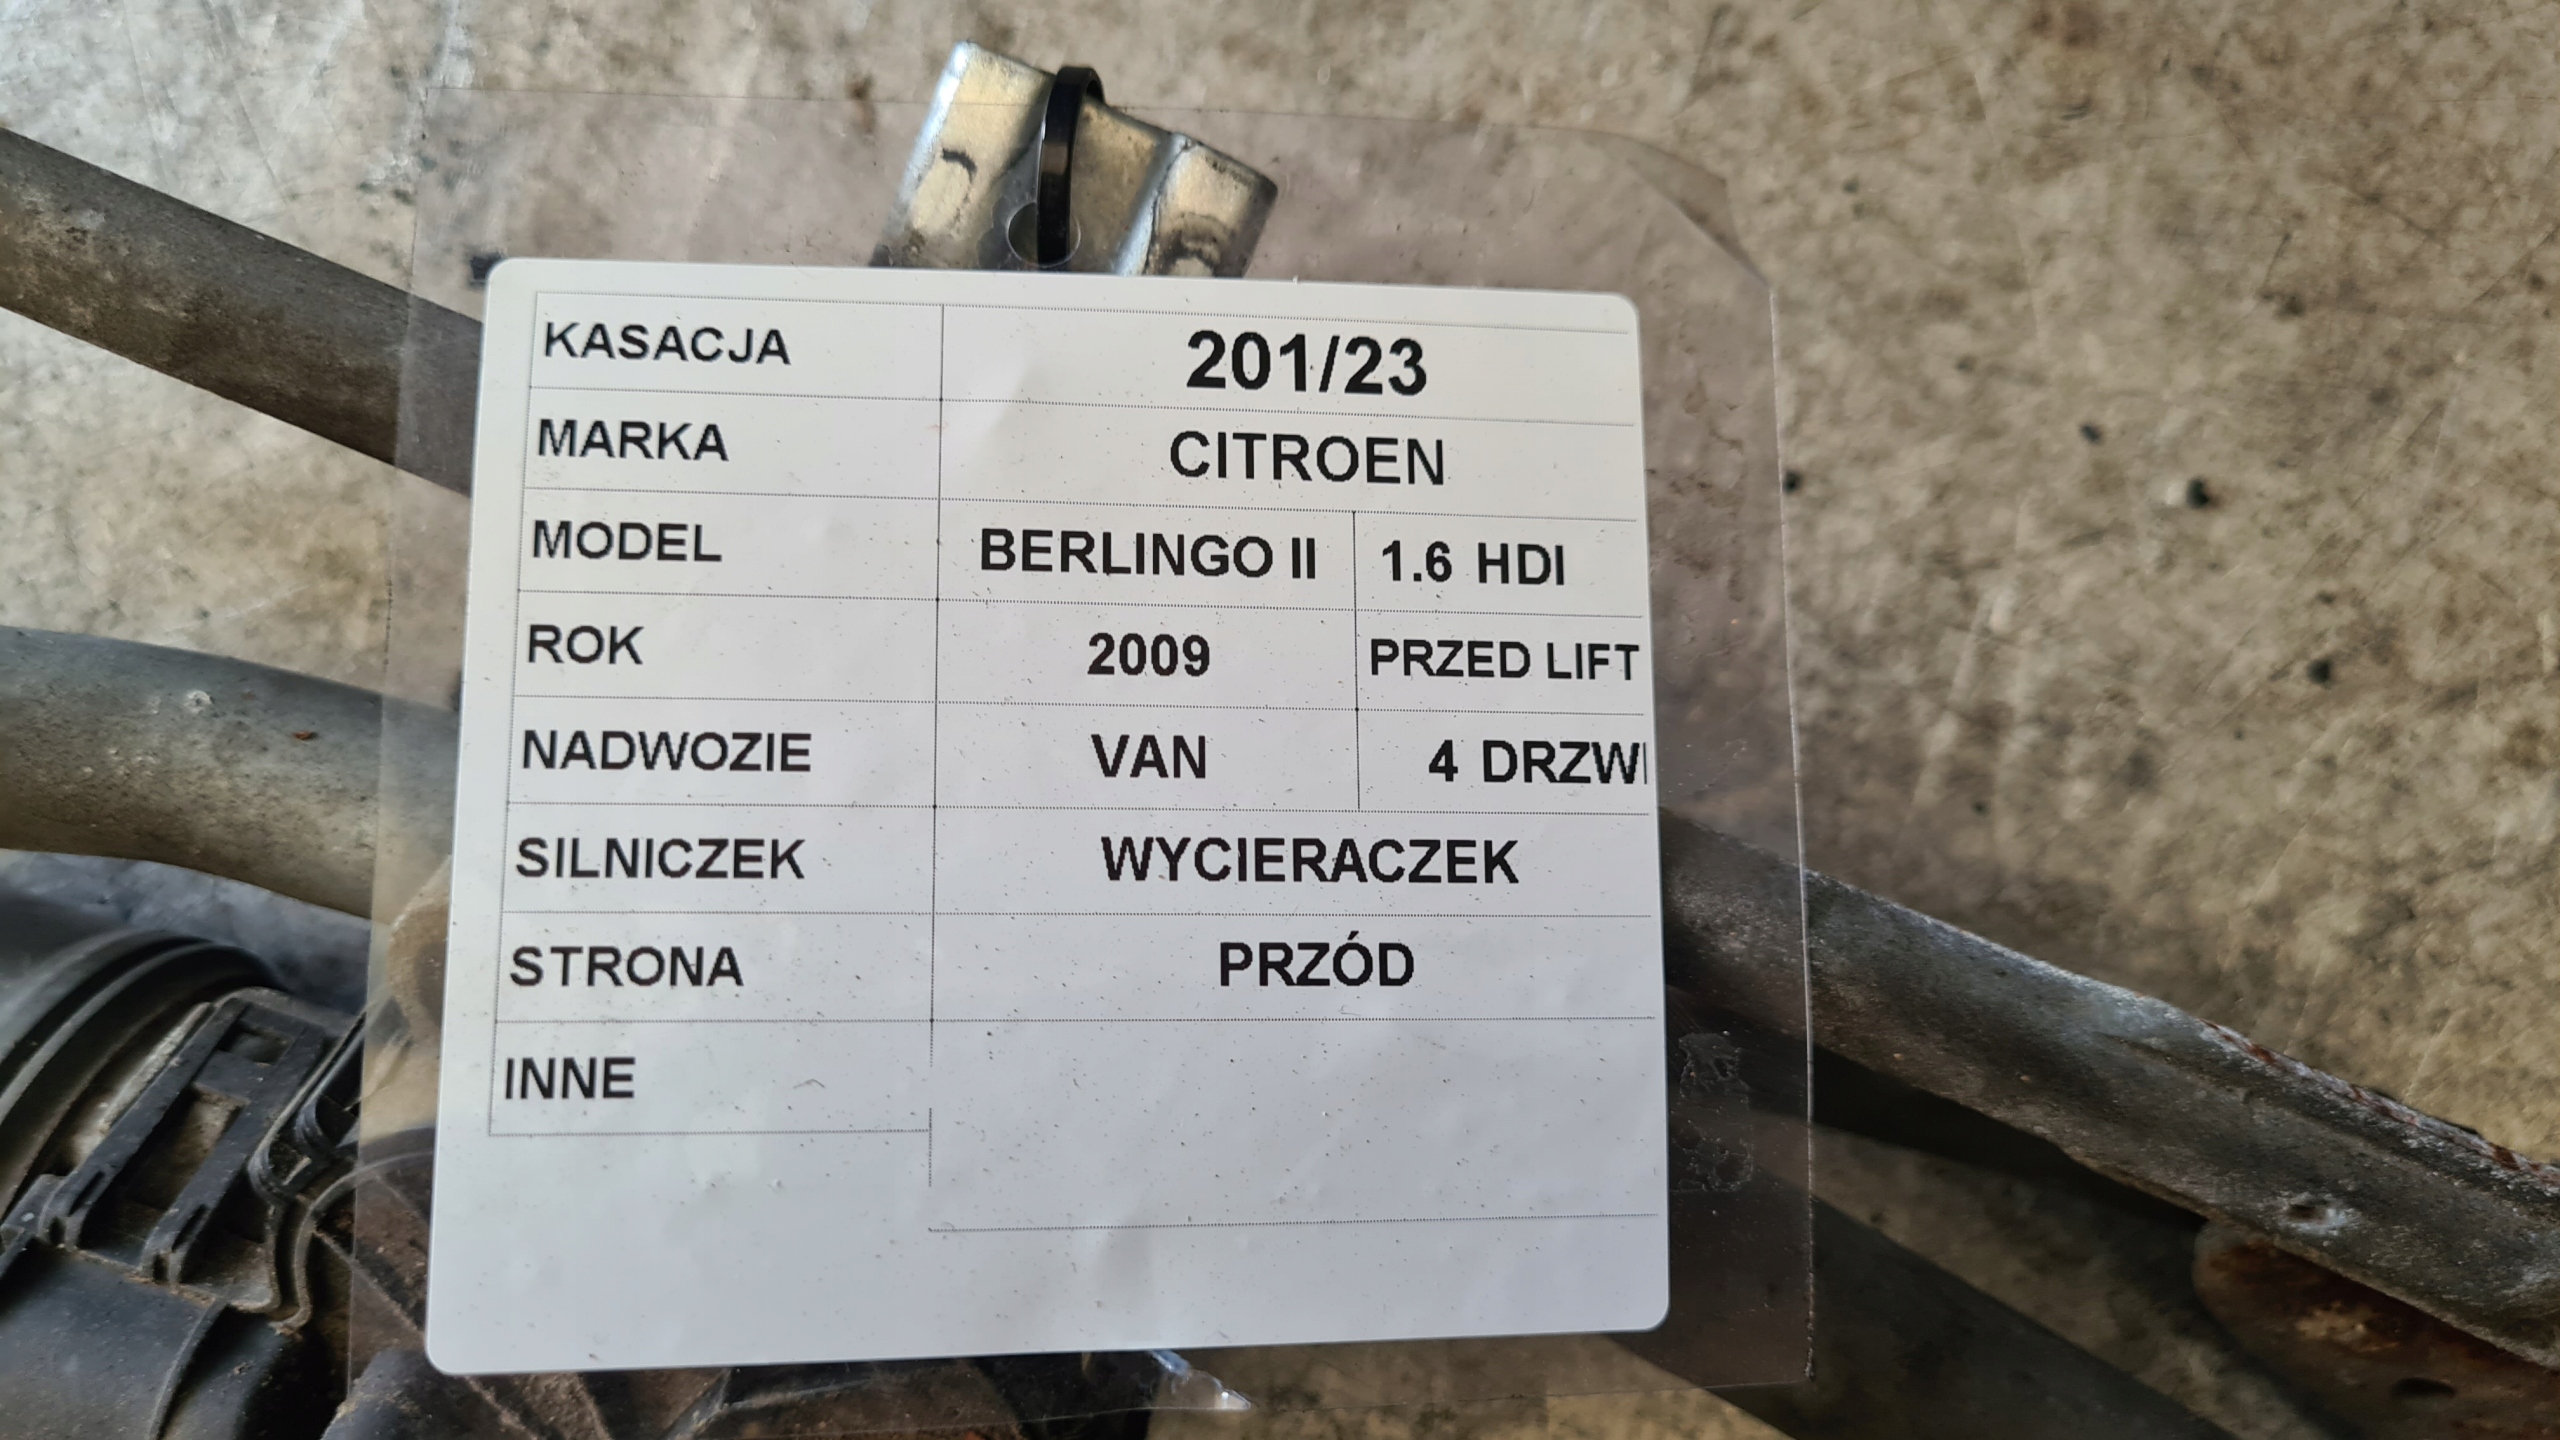 KASACJA 201/23
MARKA CITROEN
MODEL BERLINGO II 1.6 HDI
ROK 2009 PRZED LIFT
NADWOZIE VAN 4 DRZWI
SILNICZEK WYCIERACZEK
STRONA PRZÓD
INNE